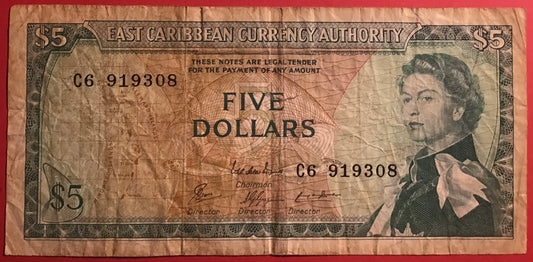 $5 EAST CARIBBEAN CURRENCY AUTHORITY $5
THESE NOTES ARE LEGAL TENDER
FOR THE PAYMENT OF ANY AMOUNT
C6 919308
FIVE
DOLLARS
C6 919308
Chairman
$5
Director Director Director